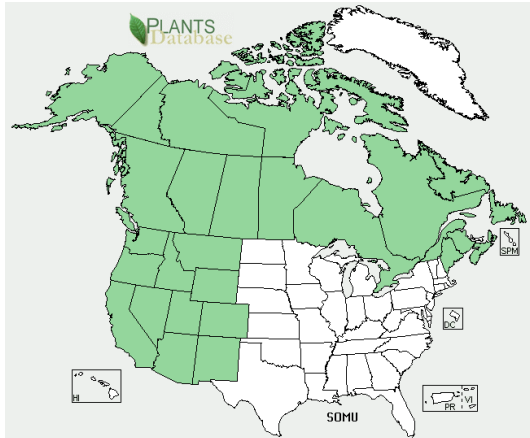 PLANTS
Database
SPM
DC
HI
PR
VI
SOMU